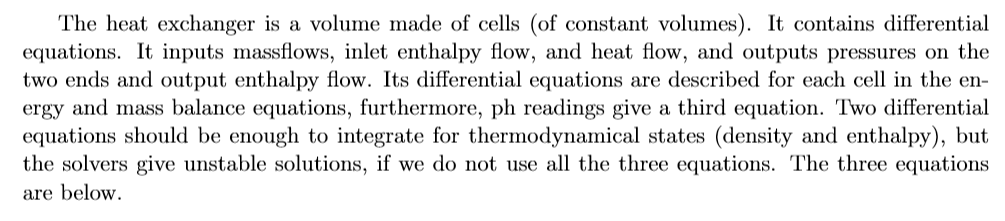 The heat exchanger is a volume made of cells (of constant volumes). It contains differential
equations. It inputs massflows, inlet enthalpy flow, and heat flow, and outputs pressures on the
two ends and output enthalpy flow. Its differential equations are described for each cell in the en-
ergy and mass balance equations, furthermore, ph readings give a third equation. Two differential
equations should be enough to integrate for thermodynamical states (density and enthalpy), but
the solvers give unstable solutions, if we do not use all the three equations. The three equations
are below.